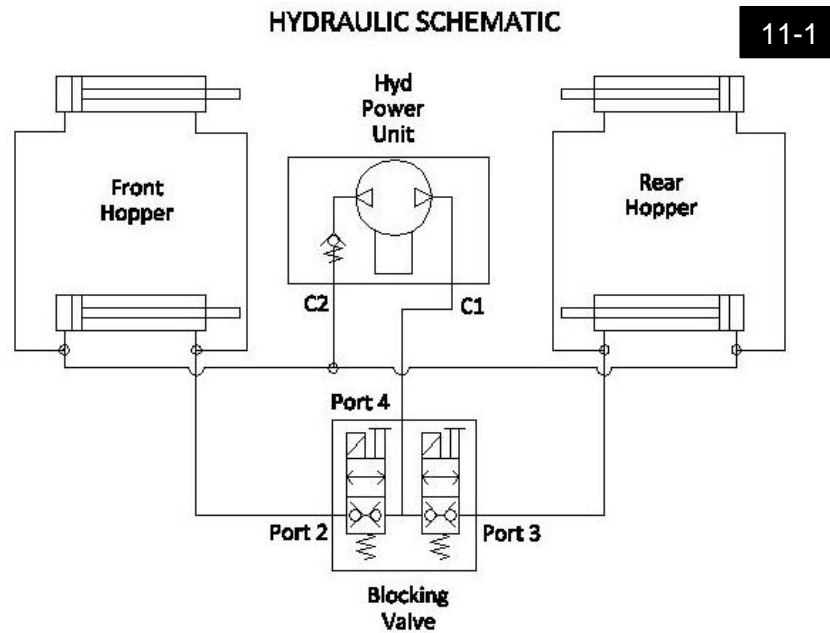 HYDRAULIC SCHEMATIC
11-1
Hyd
Power
Unit
Front
Hopper
Rear
Hopper
C2
C1
Port 4
Port 2
Port 3
Blocking
Valve